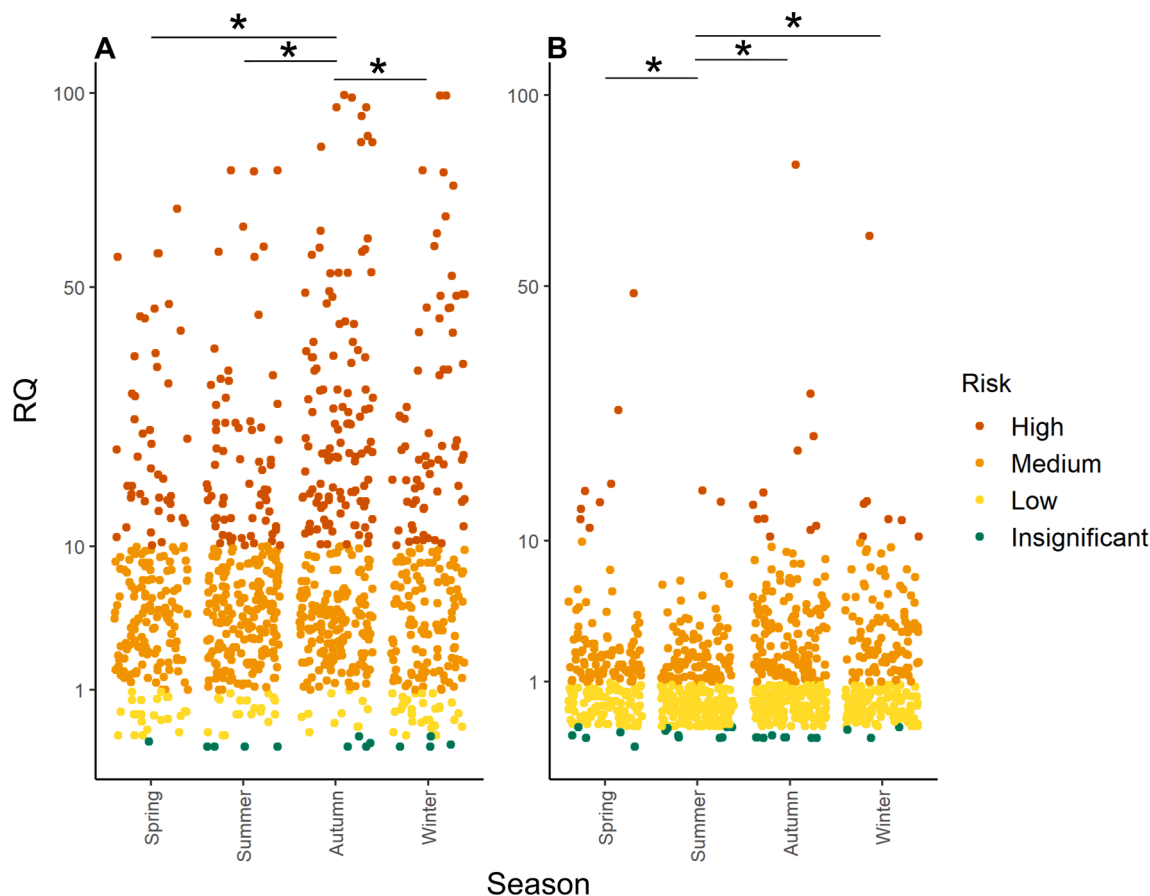 A
*
*
*
B
*
*
*
RQ
100
50
10
1
100
50
10
1
Spring
Summer
Autumn
Winter
Spring
Summer
Autumn
Winter
Season
Risk
High
Medium
Low
Insignificant